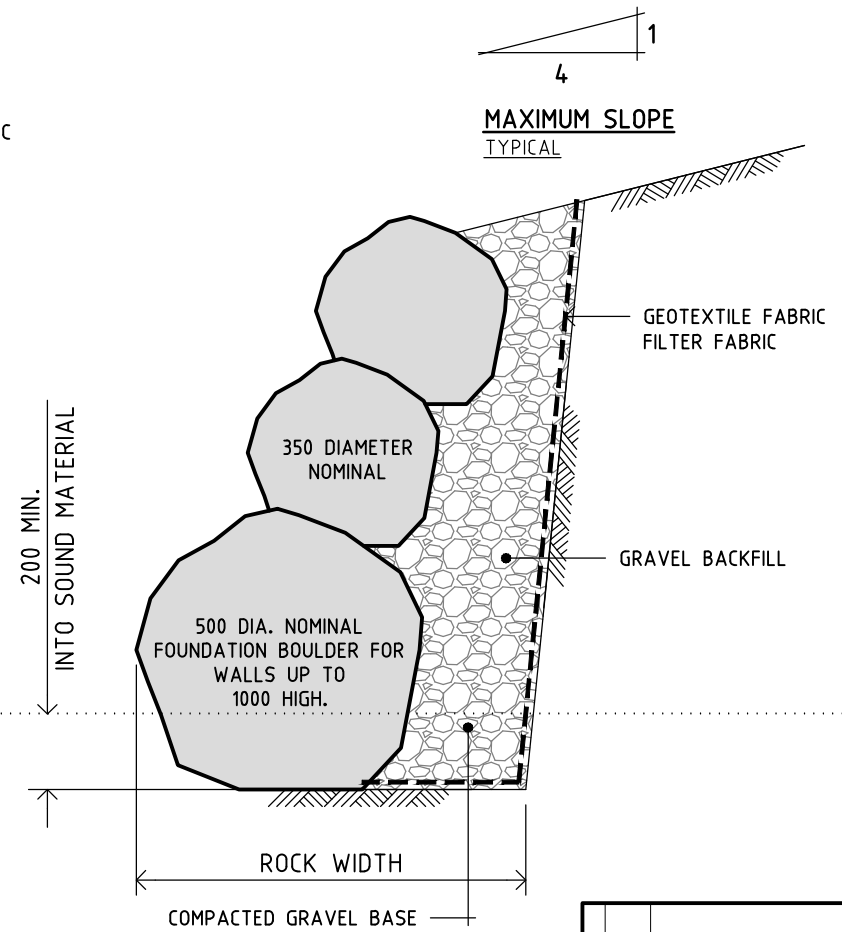 1
4
MAXIMUM SLOPE
TYPICAL
C
GEOTEXTILE FABRIC
FILTER FABRIC
350 DIAMETER
NOMINAL
200 MIN.
INTO SOUND MATERIAL
GRAVEL BACKFILL
500 DIA. NOMINAL
FOUNDATION BOULDER FOR
WALLS UP TO
1000 HIGH.
ROCK WIDTH
COMPACTED GRAVEL BASE